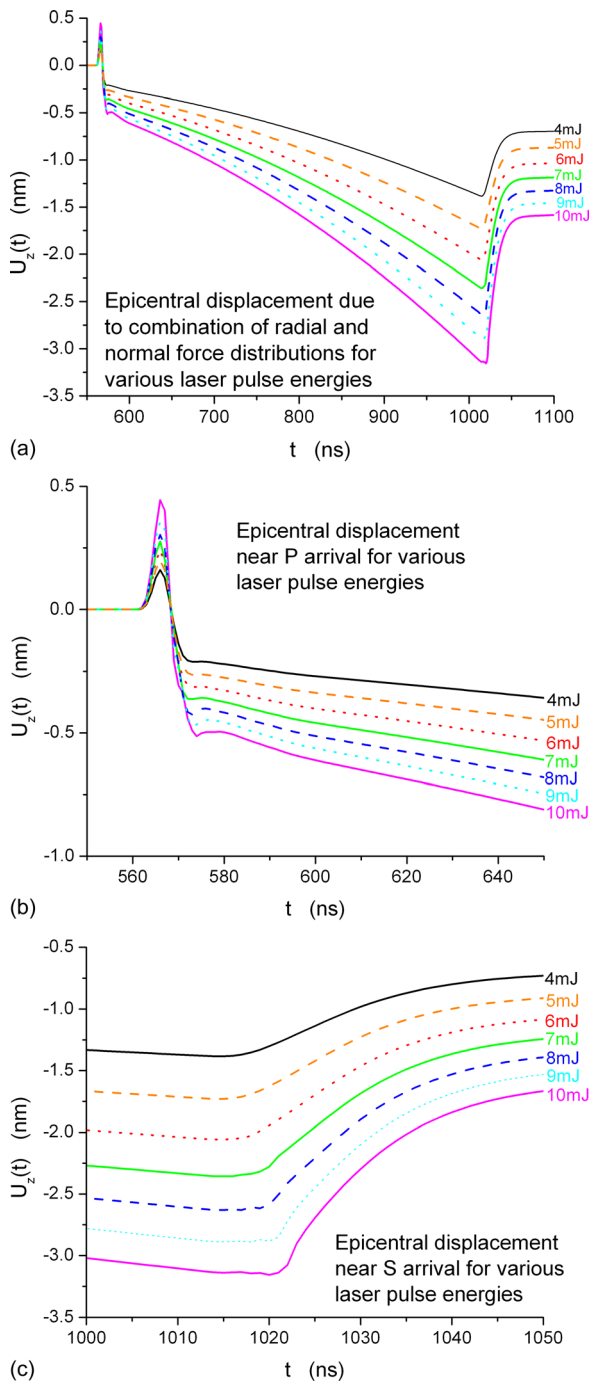 0.5
0.0
-0.5
-1.0
-1.5
-2.0
-2.5
-3.0
-3.5
U_z(t) (nm)
4mJ
5mJ
6mJ
7mJ
8mJ
9mJ
10mJ
Epicentral displacement due
to combination of radial and
normal force distributions for
various laser pulse energies
600 700 800 900 1000 1100
t (ns)
(a)
0.5
0.0
-0.5
-1.0
U_z(t) (nm)
Epicentral displacement
near P arrival for various
laser pulse energies
4mJ
5mJ
6mJ
7mJ
8mJ
9mJ
10mJ
560 580 600 620 640
t (ns)
(b)
-0.5
-1.0
-1.5
-2.0
-2.5
-3.0
-3.5
U_z(t) (nm)
4mJ
5mJ
6mJ
7mJ
8mJ
9mJ
10mJ
Epicentral displacement
near S arrival for various
laser pulse energies
1000 1010 1020 1030 1040 1050
t (ns)
(c)